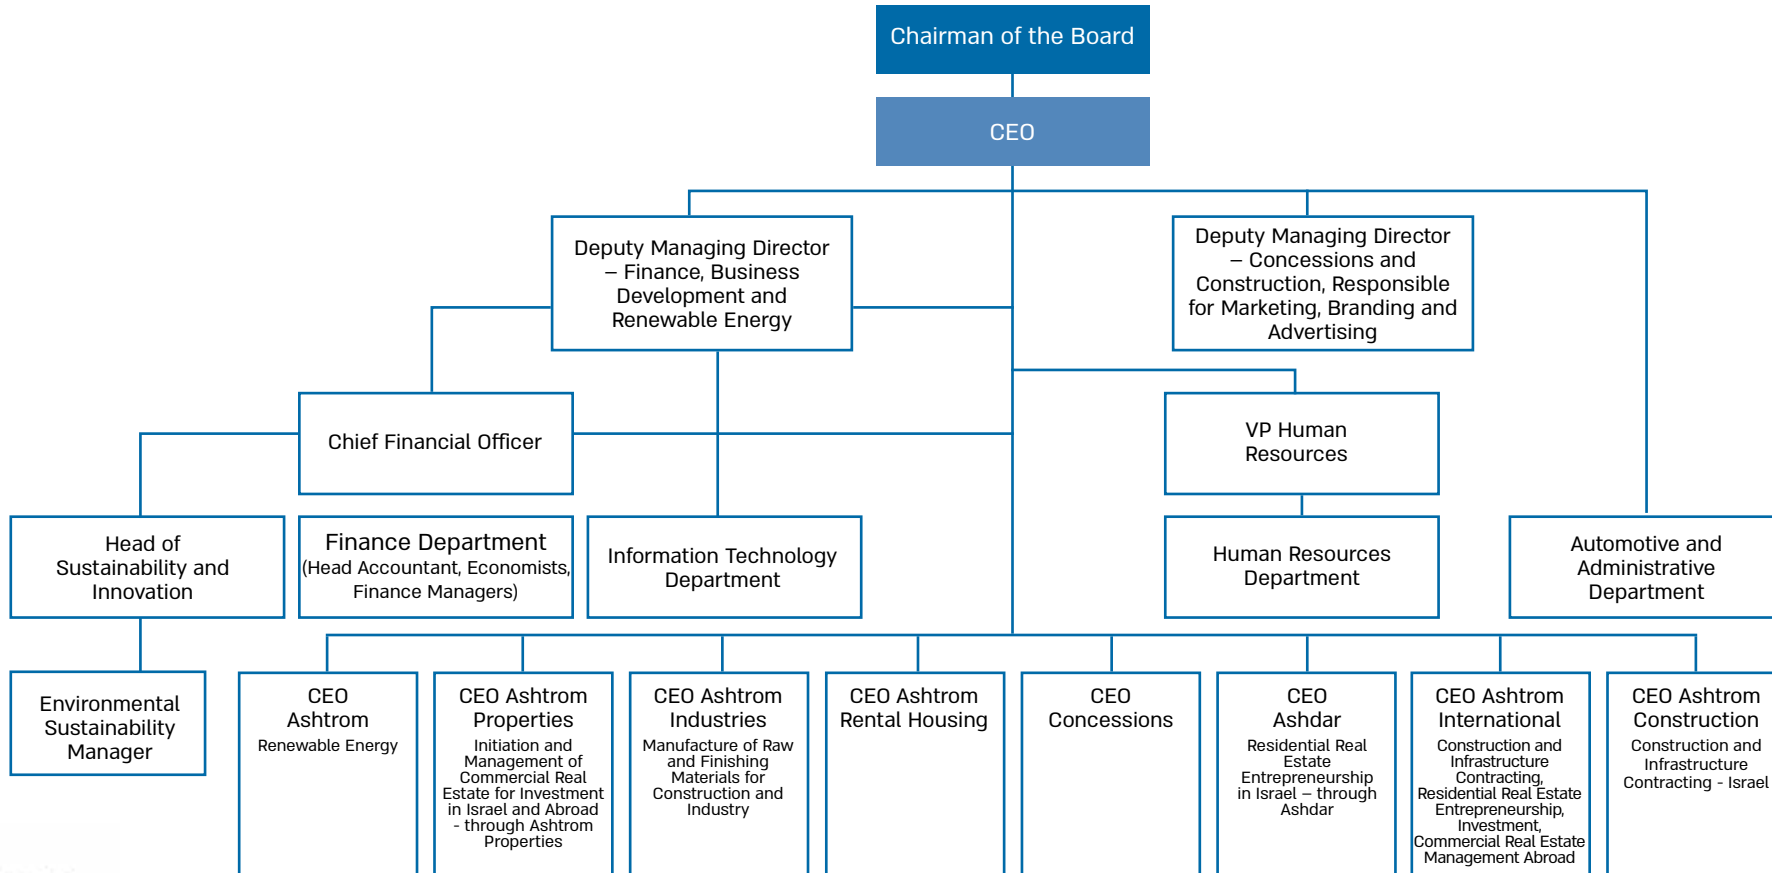 Chairman of the Board
CEO
Deputy Managing Director
– Finance, Business
Development and
Renewable Energy
Deputy Managing Director
– Concessions and
Construction, Responsible
for Marketing, Branding and
Advertising
Chief Financial Officer
VP Human
Resources
Head of
Sustainability and
Innovation
Finance Department
(Head Accountant, Economists,
Finance Managers)
Information Technology
Department
Human Resources
Department
Automotive and
Administrative
Department
Environmental
Sustainability
Manager
CEO
Ashtrom
Renewable Energy
CEO Ashtrom
Properties
Initiation and
Management of
Commercial Real
Estate for Investment
in Israel and Abroad
- through Ashtrom
Properties
CEO Ashtrom
Industries
Manufacture of Raw
and Finishing
Materials for
Construction and
Industry
CEO Ashtrom
Rental Housing
CEO
Concessions
CEO
Ashdar
Residential Real
Estate
Entrepreneurship
in Israel – through
Ashdar
CEO Ashtrom
International
Construction and
Infrastructure
Contracting,
Residential Real Estate
Entrepreneurship,
Investment,
Commercial Real Estate
Management Abroad
CEO Ashtrom
Construction
Construction and
Infrastructure
Contracting - Israel